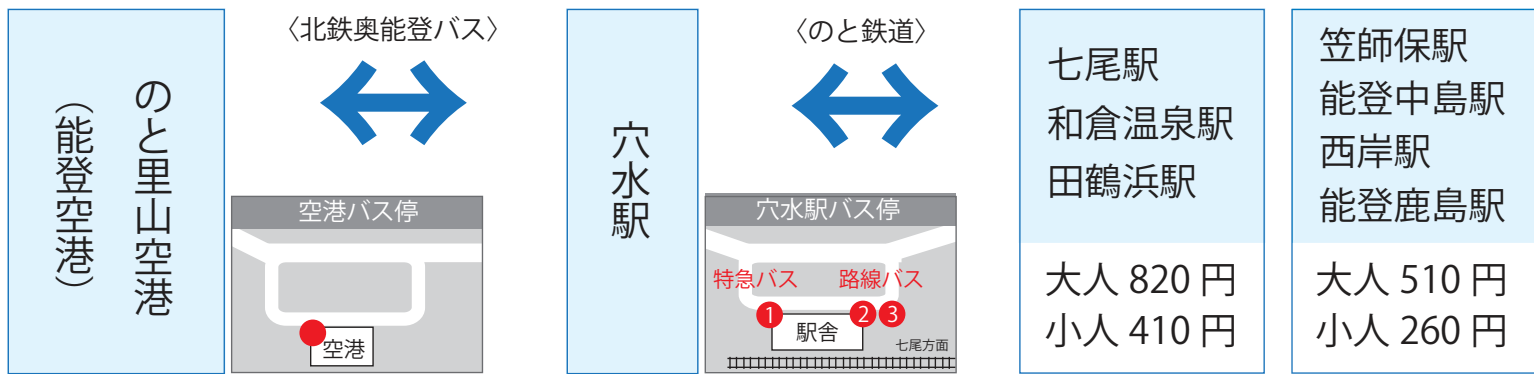 のと里山空港
（能登空港）
〈北鉄奥能登バス〉
空港バス停
空港
穴水駅
〈のと鉄道〉
穴水駅バス停
特急バス
路線バス
1
2
3
駅舎
七尾方面
七尾駅
和倉温泉駅
田鶴浜駅
大人 820 円
小人 410 円
笠師保駅
能登中島駅
西岸駅
能登鹿島駅
大人 510 円
小人 260 円